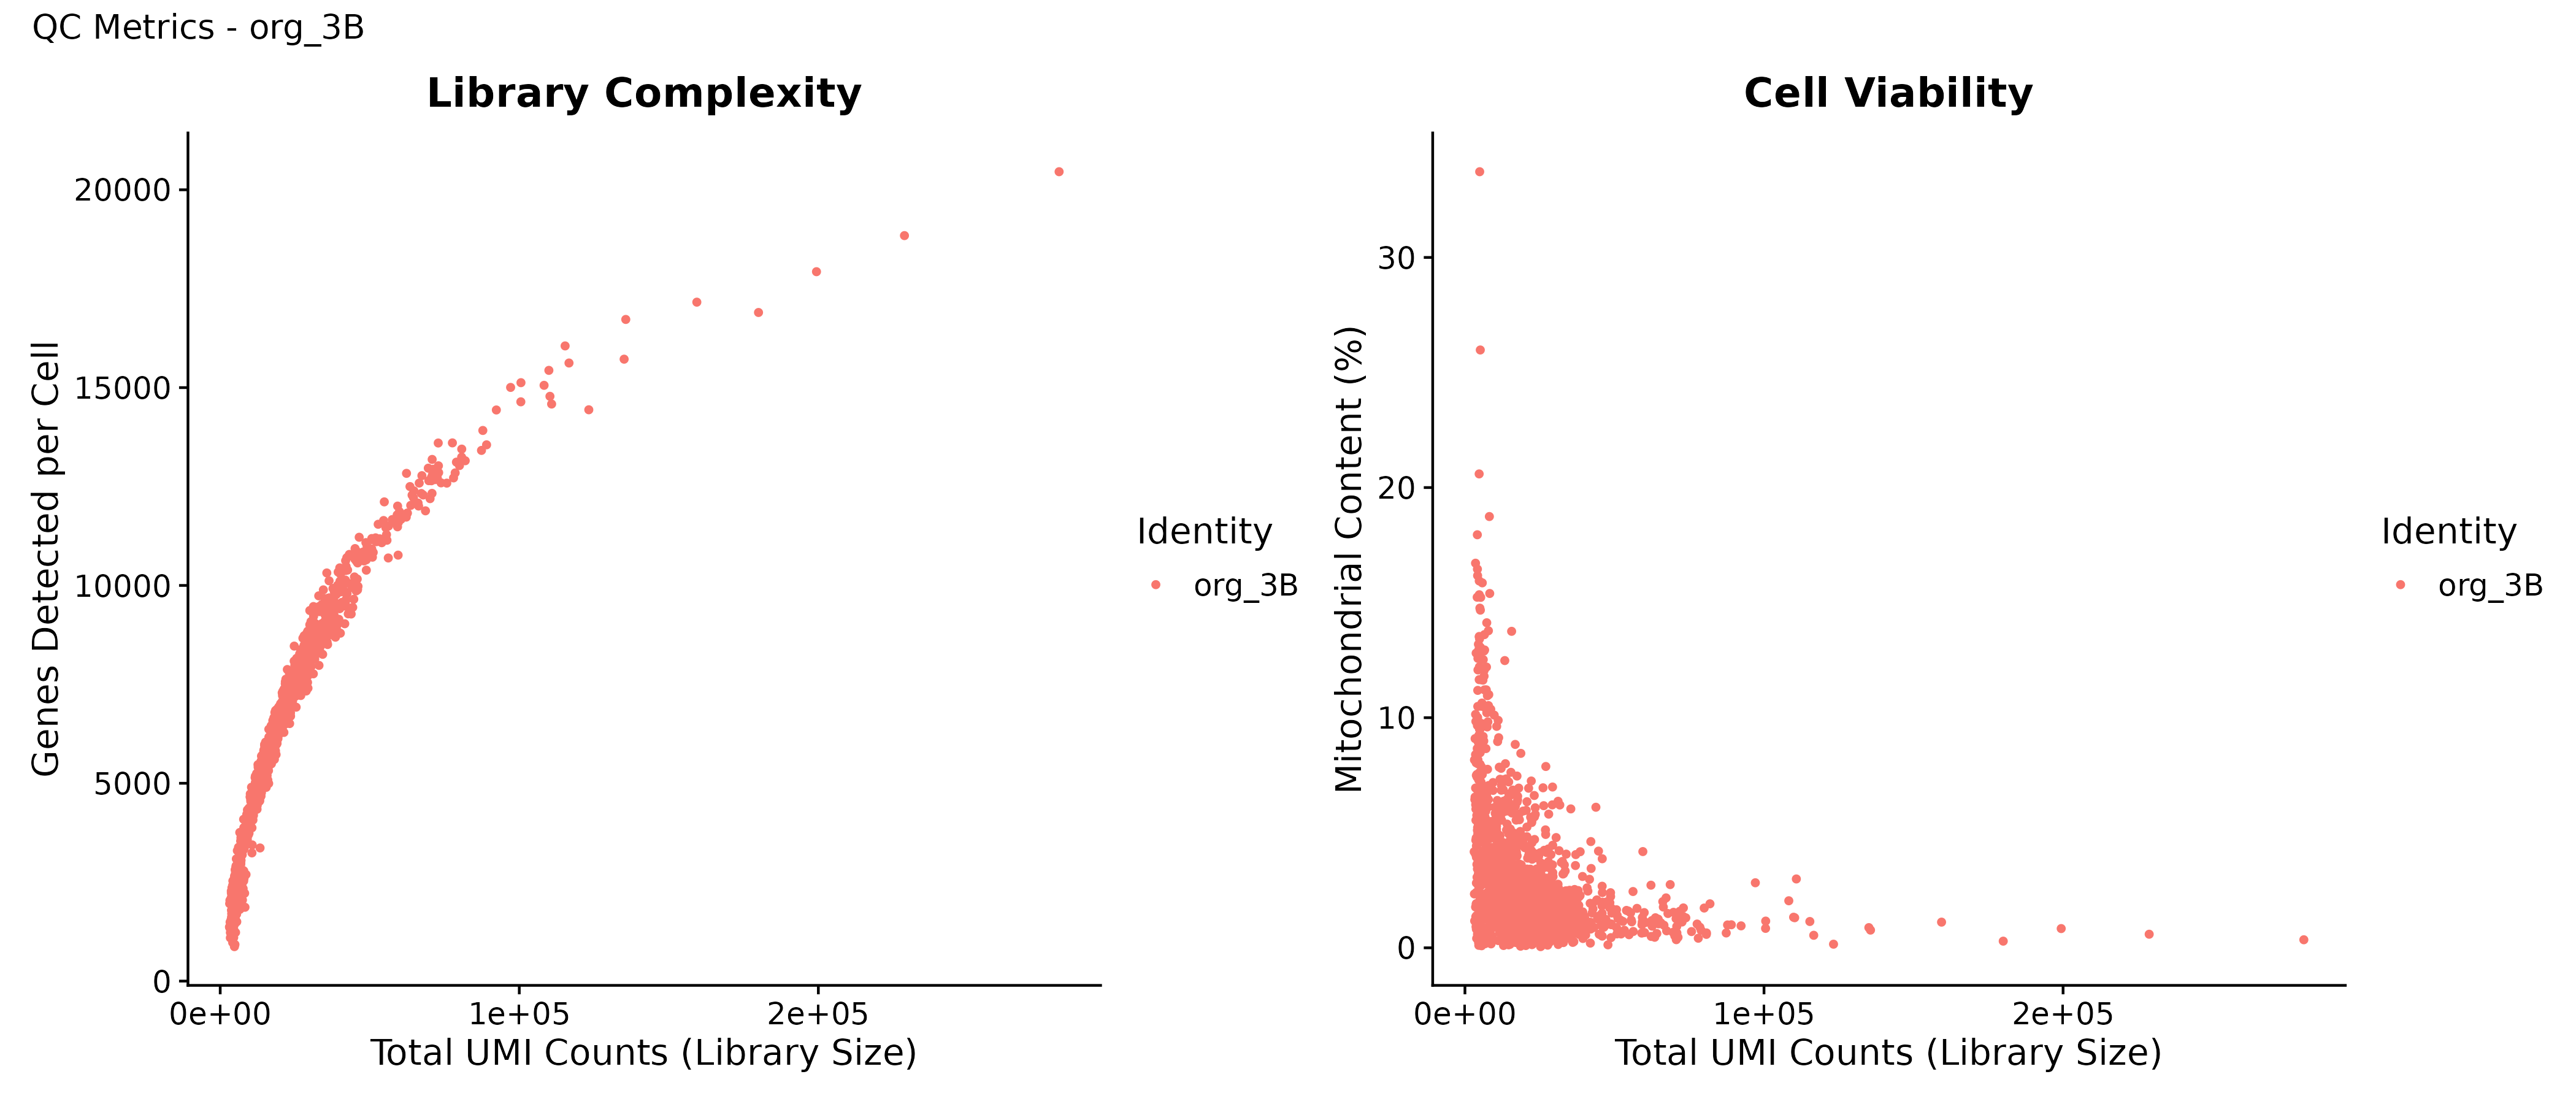 QC Metrics - org_3B
Library Complexity
Genes Detected per Cell
20000
15000
10000
5000
0
0e+00 1e+05 2e+05
Total UMI Counts (Library Size)
Identity
org_3B
Cell Viability
Mitochondrial Content (%)
30
20
10
0
0e+00 1e+05 2e+05
Total UMI Counts (Library Size)
Identity
org_3B